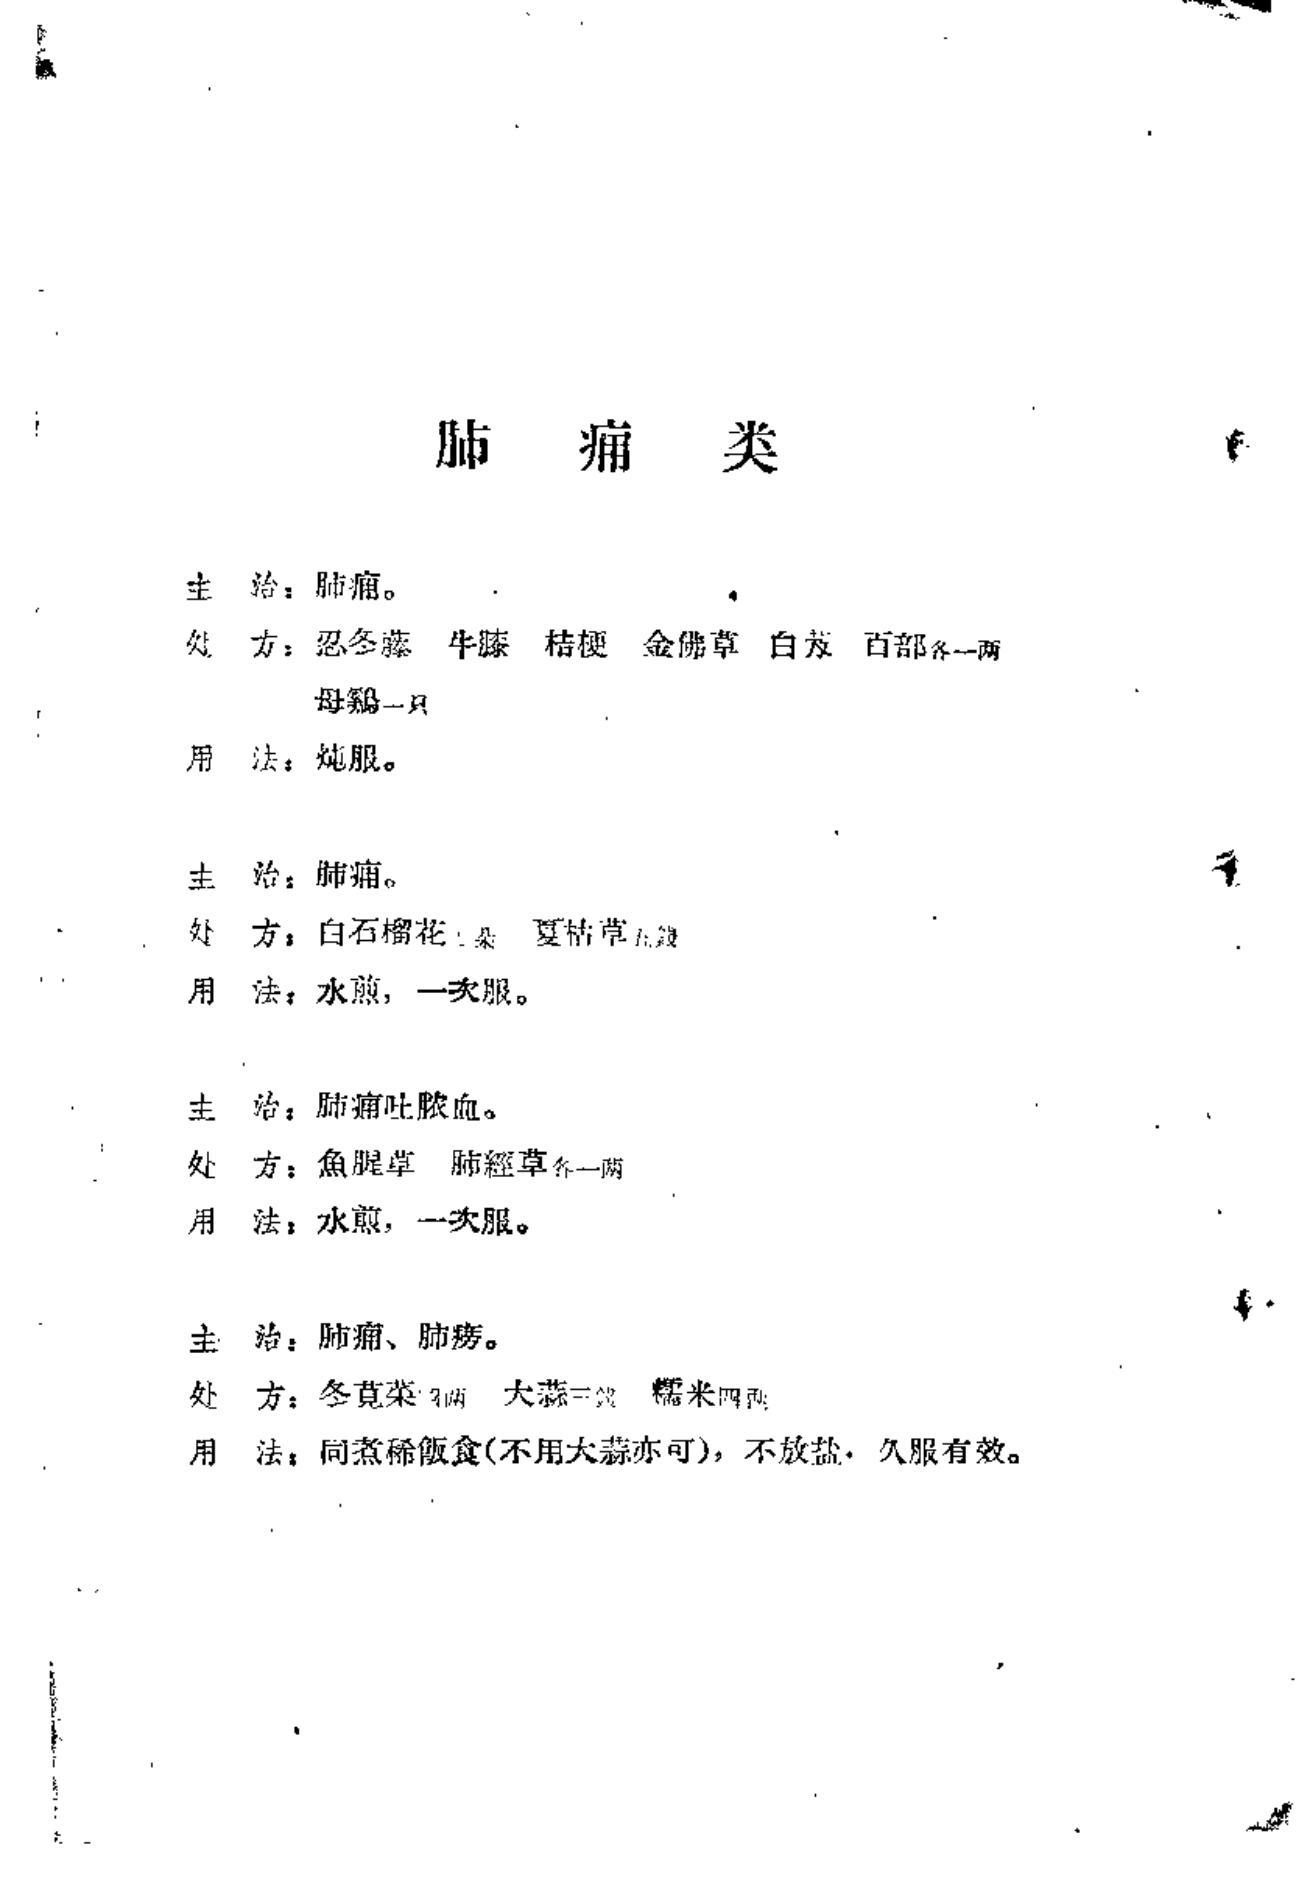 肺痈类
主　治：肺痈。
处　方：忍冬藤　牛膝　桔梗　金佛草　白芨　百部各一两
母鷄一只
用　法：炖服。
主　治：肺痈。
处　方：白石榴花　朵　夏枯草五錢
用　法：水煎，一次服。
主　治：肺痈吐脓血。
处　方：魚腥草　肺經草各一两
用　法：水煎，一次服。
主　治：肺痈、肺痨。
处　方：冬莧菜　两　大蒜三錢　糯米四两
用　法：同煮稀飯食(不用大蒜亦可)，不放盐，久服有效。